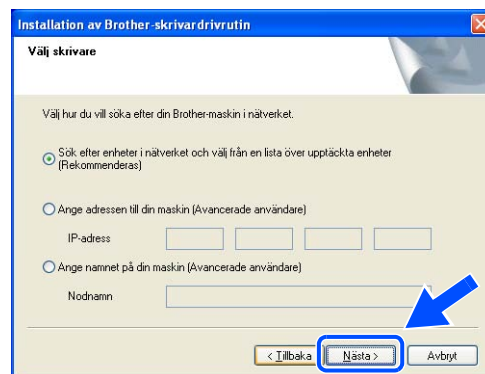 Installation av Brother-skrivardrivrutin
Välj skrivare
Välj hur du vill söka efter din Brother-maskin i nätverket.
Sök efter enheter i nätverket och välj från en lista över upptäckta enheter
(Rekommenderas)
Ange adressen till din maskin (Avancerade användare)
IP-adress
Ange namnet på din maskin (Avancerade användare)
Nodnamn
< Tillbaka Nästa > Avbryt